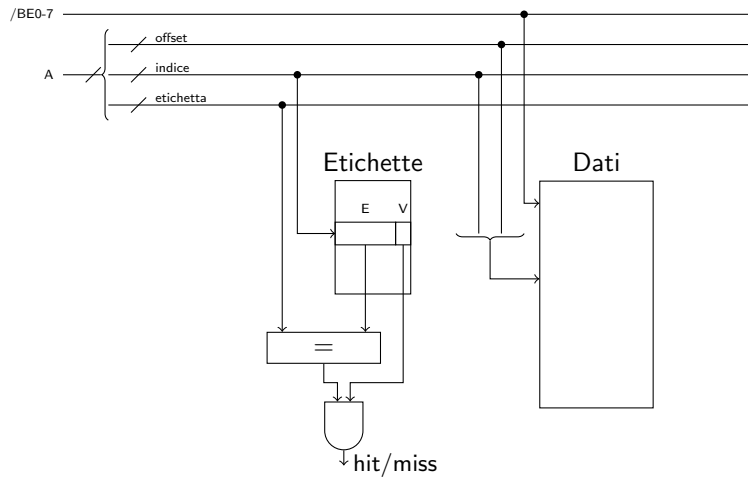 /BE0-7
offset
A
indice
etichetta
Etichette
Dati
E
V
=
hit/miss